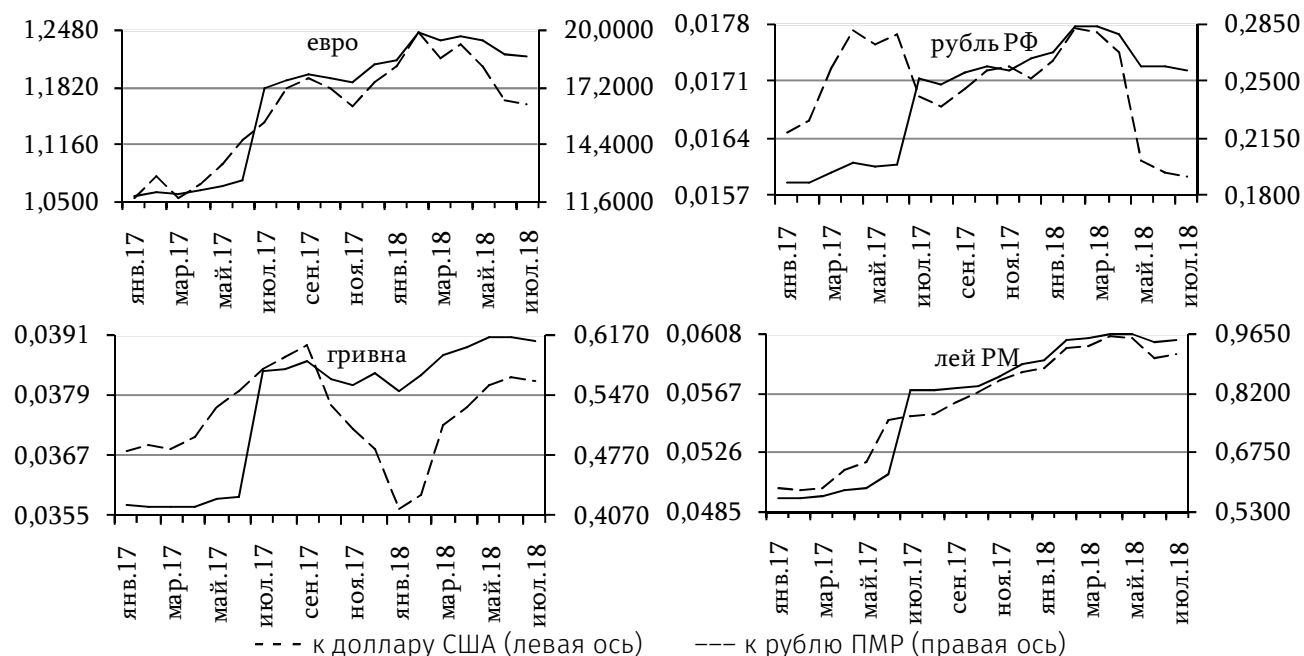 евро
1,2480
1,1820
1,1160
1,0500
20,0000
17,2000
14,4000
11,6000
янв.17
мар.17
май.17
июл.17
сен.17
ноя.17
янв.18
мар.18
май.18
июл.18
рубль РФ
0,0178
0,0171
0,0164
0,0157
0,2850
0,2500
0,2150
0,1800
янв.17
мар.17
май.17
июл.17
сен.17
ноя.17
янв.18
мар.18
май.18
июл.18
гривна
0,0391
0,0379
0,0367
0,0355
0,6170
0,5470
0,4770
0,4070
янв.17
мар.17
май.17
июл.17
сен.17
ноя.17
янв.18
мар.18
май.18
июл.18
лей РМ
0,0608
0,0567
0,0526
0,0485
0,9650
0,8200
0,6750
0,5300
янв.17
мар.17
май.17
июл.17
сен.17
ноя.17
янв.18
мар.18
май.18
июл.18
к доллару США (левая ось)
к рублю ПМР (правая ось)